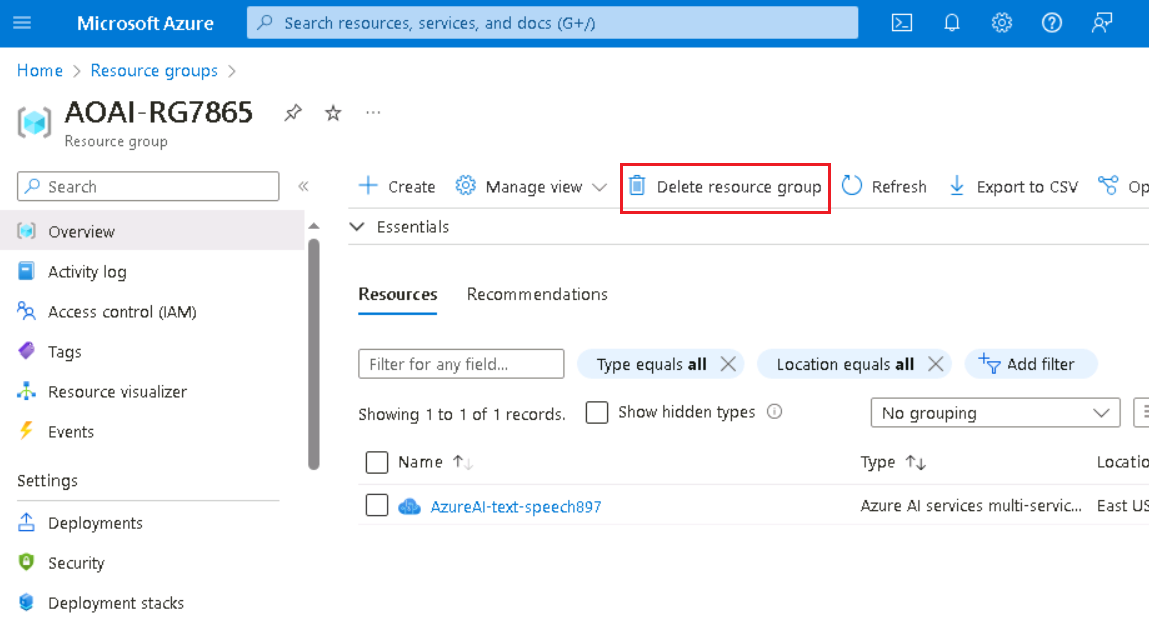 Microsoft Azure
Search resources, services, and docs (G+/)
Home > Resource groups >
AOAI-RG7865
Resource group
Search
Create Manage view Delete resource group Refresh Export to CSV Op
Overview
Activity log
Access control (IAM)
Tags
Resource visualizer
Events
Settings
Deployments
Security
Deployment stacks
Essentials
Resources Recommendations
Filter for any field... Type equals all Location equals all Add filter
Showing 1 to 1 of 1 records. Show hidden types No grouping
Name Type Locatio
AzureAI-text-speech897 Azure AI services multi-servic... East US